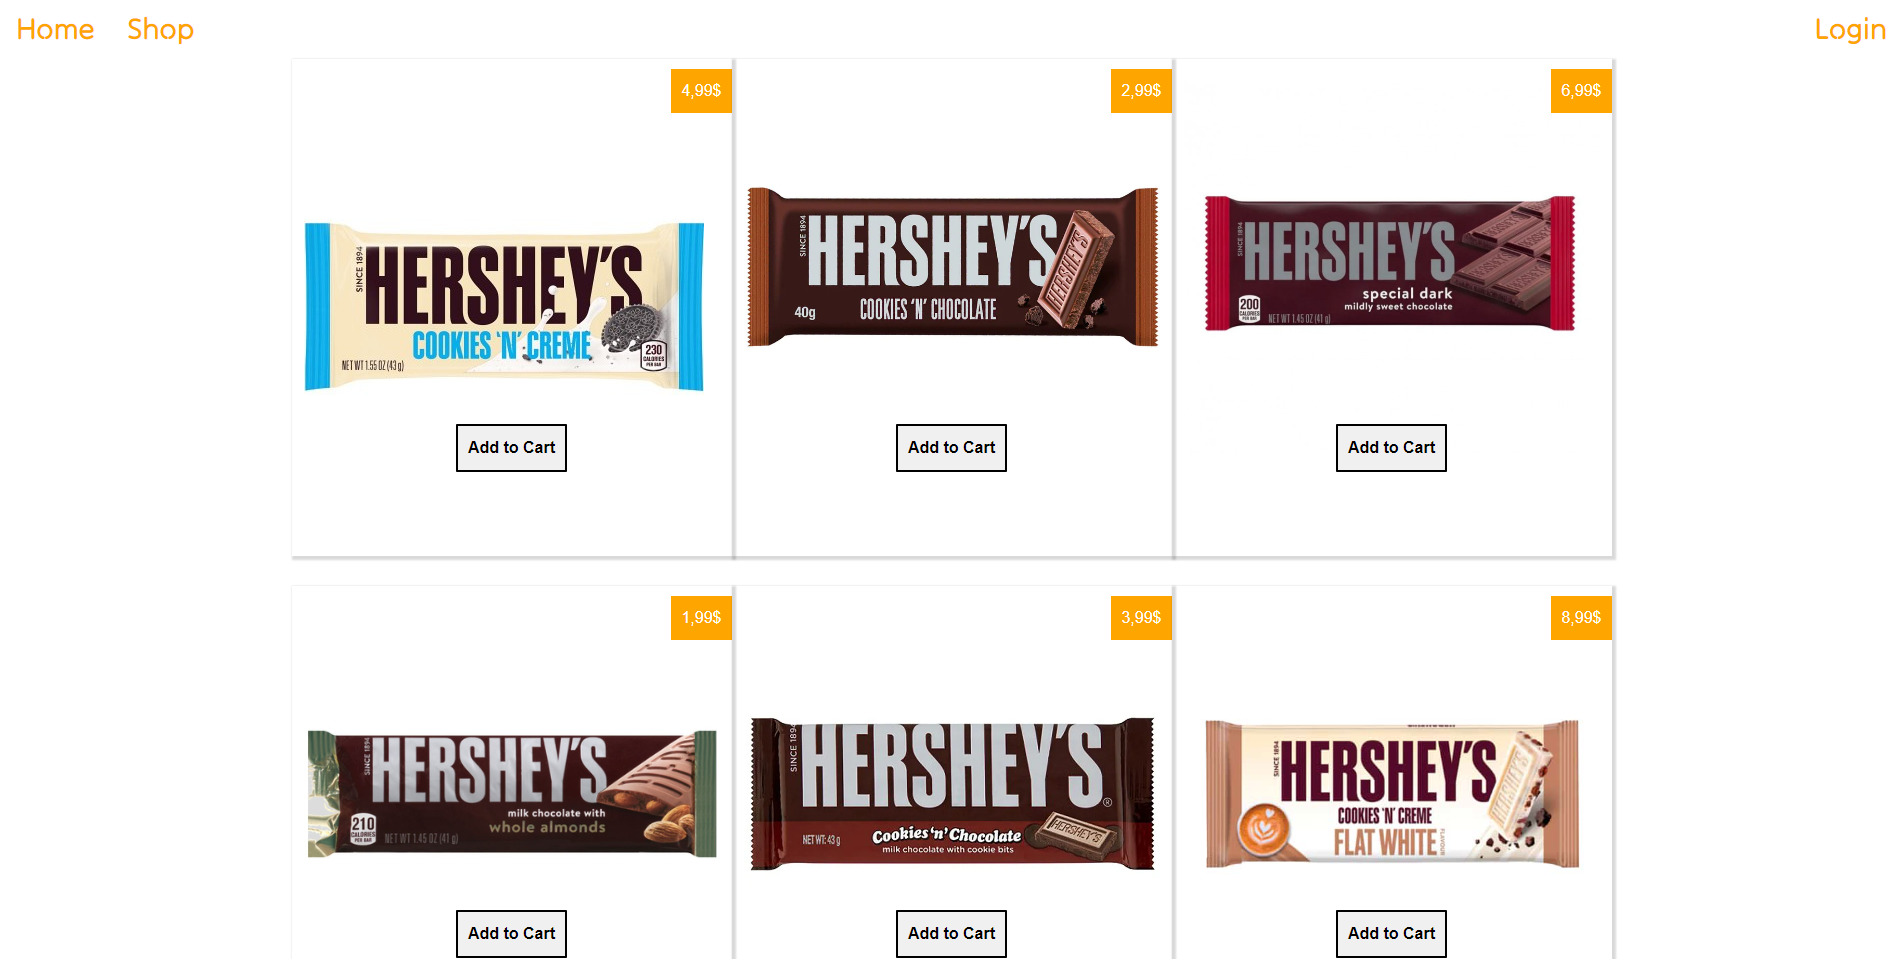 Home Shop Login
4,99$
SINCE 1894
HERSHEY'S
COOKIES 'N' CREME
NET WT 1.55 OZ (43 g)
230
CALORIES
PER BAR
Add to Cart
2,99$
SINCE 1894
HERSHEY'S
HERSHEY'S
40g
COOKIES 'N' CHOCOLATE
Add to Cart
6,99$
SINCE 1894
HERSHEY'S
special dark
mildly sweet chocolate
200
CALORIES
PER BAR
NET WT 1.45 OZ (41 g)
Add to Cart
1,99$
SINCE 1894
HERSHEY'S
milk chocolate with
whole almonds
210
CALORIES
PER BAR
NET WT 1.45 OZ (41 g)
Add to Cart
3,99$
SINCE 1894
HERSHEY'S®
NET WT: 43 g
Cookies 'n' Chocolate
milk chocolate with cookie bits
HERSHEY'S
Add to Cart
8,99$
SINCE 1894
HERSHEY'S
HERSHEY'S
COOKIES 'N' CREME
FLAT WHITE
FLAVOUR
Add to Cart